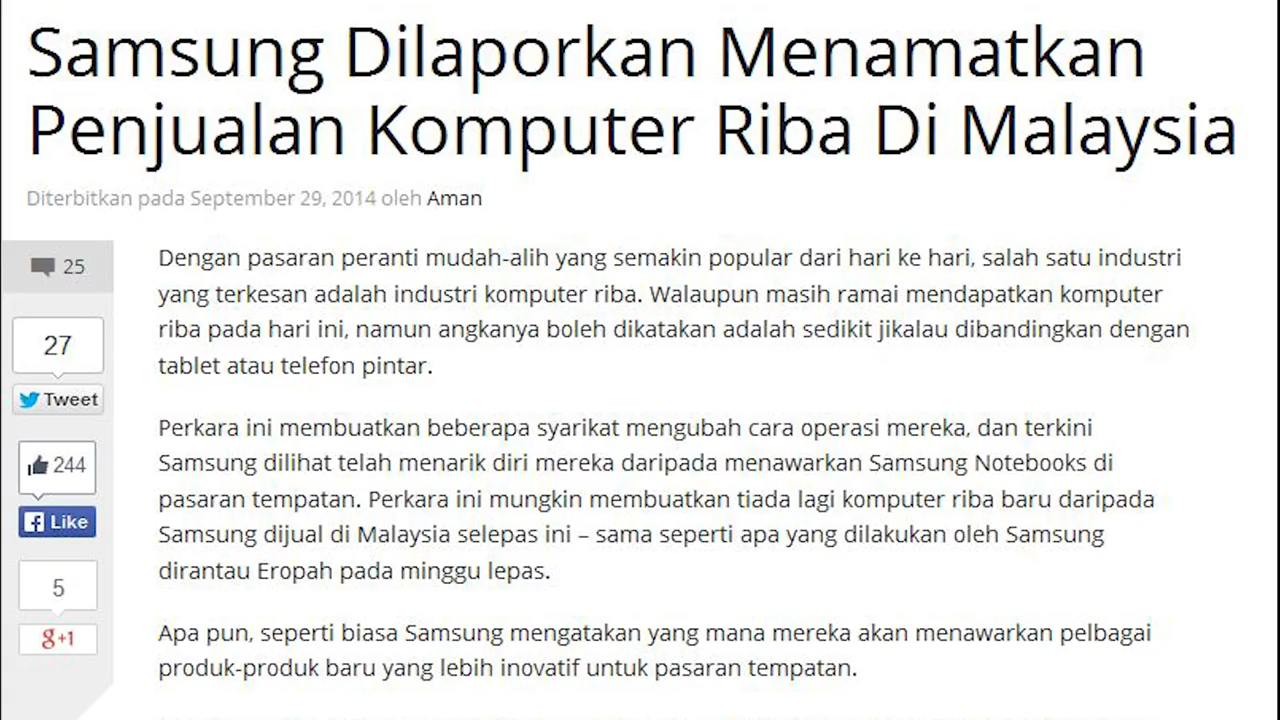 Samsung Dilaporkan Menamatkan
Penjualan Komputer Riba Di Malaysia
Diterbitkan pada September 29, 2014 oleh Aman
25
27
Tweet
244
Like
5
g+1
Dengan pasaran peranti mudah-alih yang semakin popular dari hari ke hari, salah satu industri
yang terkesan adalah industri komputer riba. Walaupun masih ramai mendapatkan komputer
riba pada hari ini, namun angkanya boleh dikatakan adalah sedikit jikalau dibandingkan dengan
tablet atau telefon pintar.
Perkara ini membuatkan beberapa syarikat mengubah cara operasi mereka, dan terkini
Samsung dilihat telah menarik diri mereka daripada menawarkan Samsung Notebooks di
pasaran tempatan. Perkara ini mungkin membuatkan tiada lagi komputer riba baru daripada
Samsung dijual di Malaysia selepas ini – sama seperti apa yang dilakukan oleh Samsung
dirantau Eropah pada minggu lepas.
Apa pun, seperti biasa Samsung mengatakan yang mana mereka akan menawarkan pelbagai
produk-produk baru yang lebih inovatif untuk pasaran tempatan.